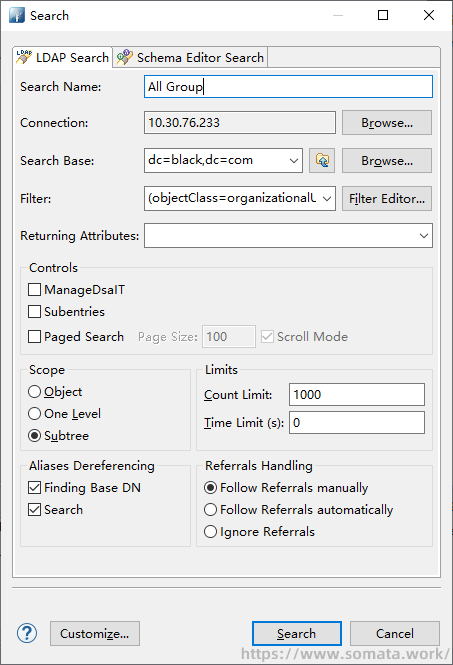 Search
LDAP Search
Schema Editor Search
Search Name:
All Group
Connection:
10.30.76.233
Browse...
Search Base:
dc=black,dc=com
Browse...
Filter:
(objectClass=organizationalU
Filter Editor...
Returning Attributes:
Controls
ManageDsaIT
Subentries
Paged Search
Page Size:
100
Scroll Mode
Scope
Object
One Level
Subtree
Limits
Count Limit:
1000
Time Limit (s):
0
Aliases Dereferencing
Finding Base DN
Search
Referrals Handling
Follow Referrals manually
Follow Referrals automatically
Ignore Referrals
?
Customize...
Search
Cancel
https://www.somata.work/